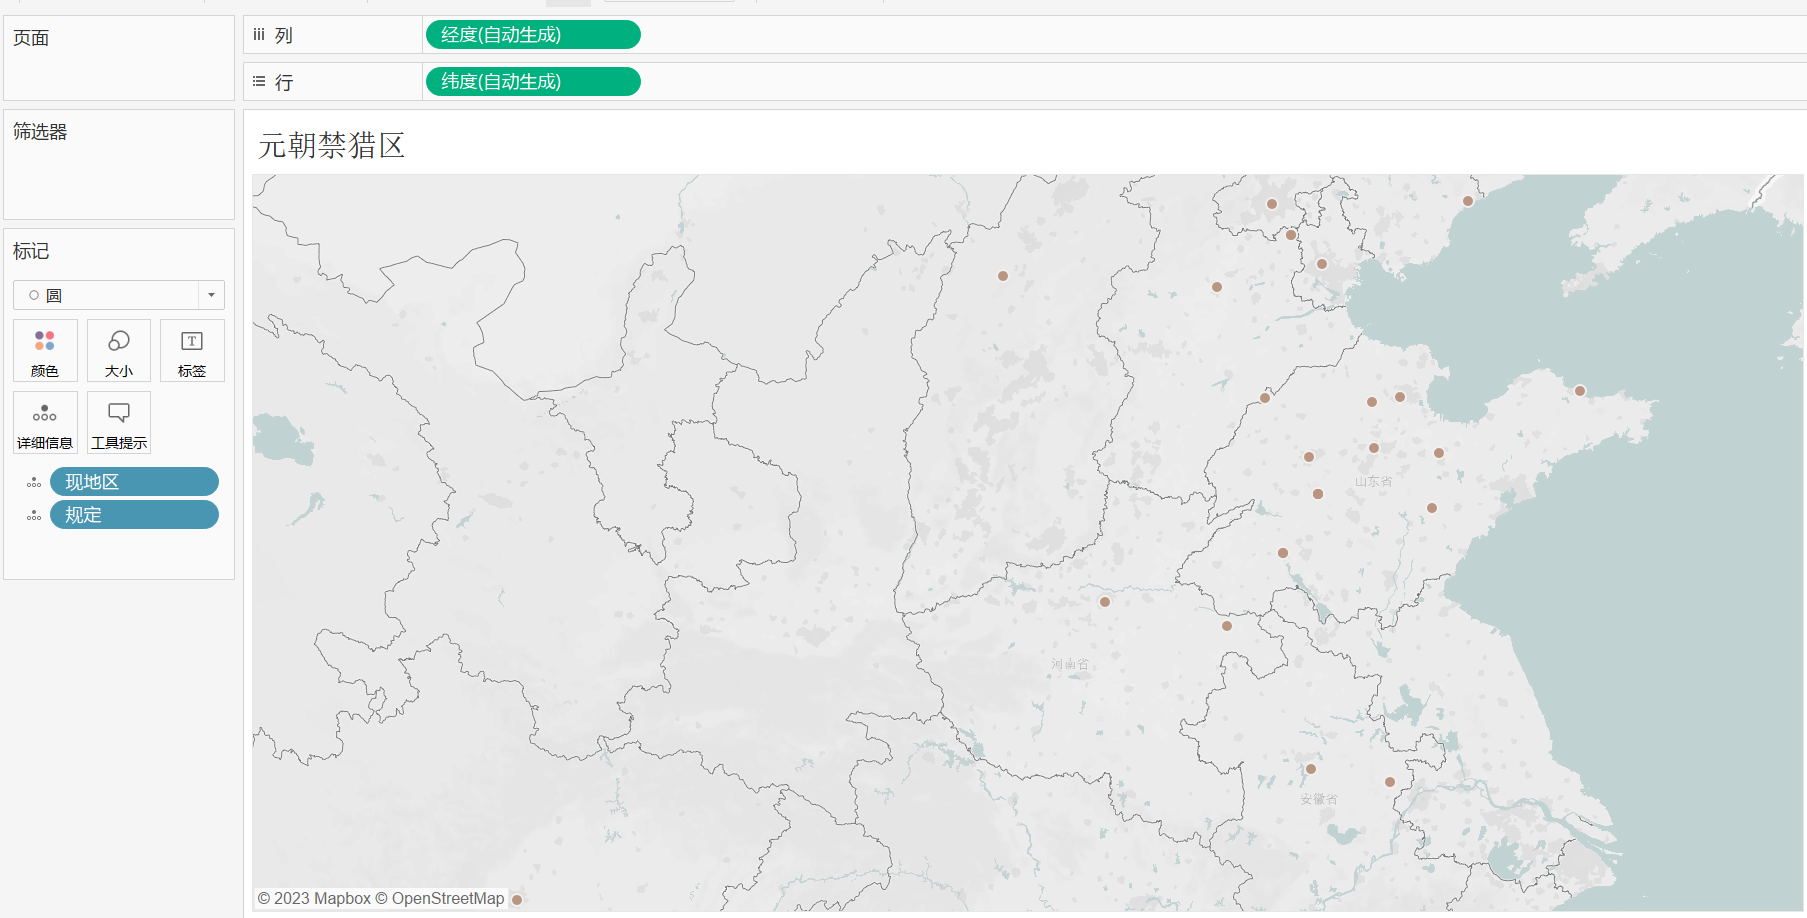 页面
列
经度(自动生成)
行
纬度(自动生成)
筛选器
元朝禁猎区
标记
圆
颜色
大小
T
标签
详细信息
工具提示
现地区
规定
山东省
河南省
安徽省
© 2023 Mapbox © OpenStreetMap